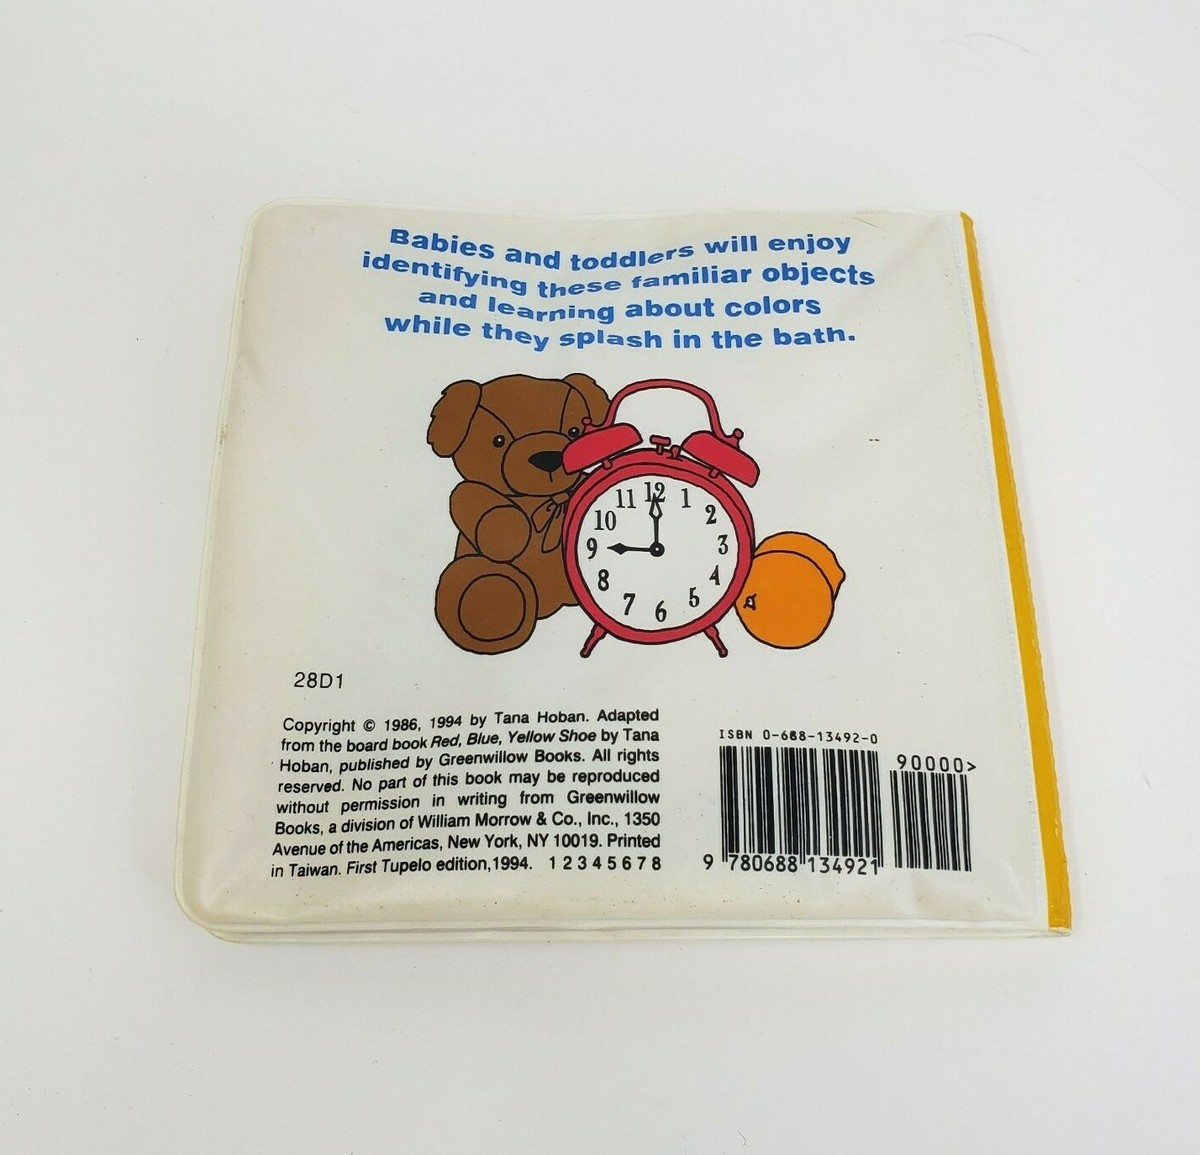 Babies and toddlers will enjoy
identifying these familiar objects
and learning about colors
while they splash in the bath.
11 12 1
10 2
9 3
8 4
7 6 5
28D1
Copyright © 1986, 1994 by Tana Hoban. Adapted
from the board book Red, Blue, Yellow Shoe by Tana
Hoban, published by Greenwillow Books. All rights
reserved. No part of this book may be reproduced
without permission in writing from Greenwillow
Books, a division of William Morrow & Co., Inc., 1350
Avenue of the Americas, New York, NY 10019. Printed
in Taiwan. First Tupelo edition,1994. 1 2 3 4 5 6 7 8
ISBN 0-688-13492-0
90000>
9 780688 134921